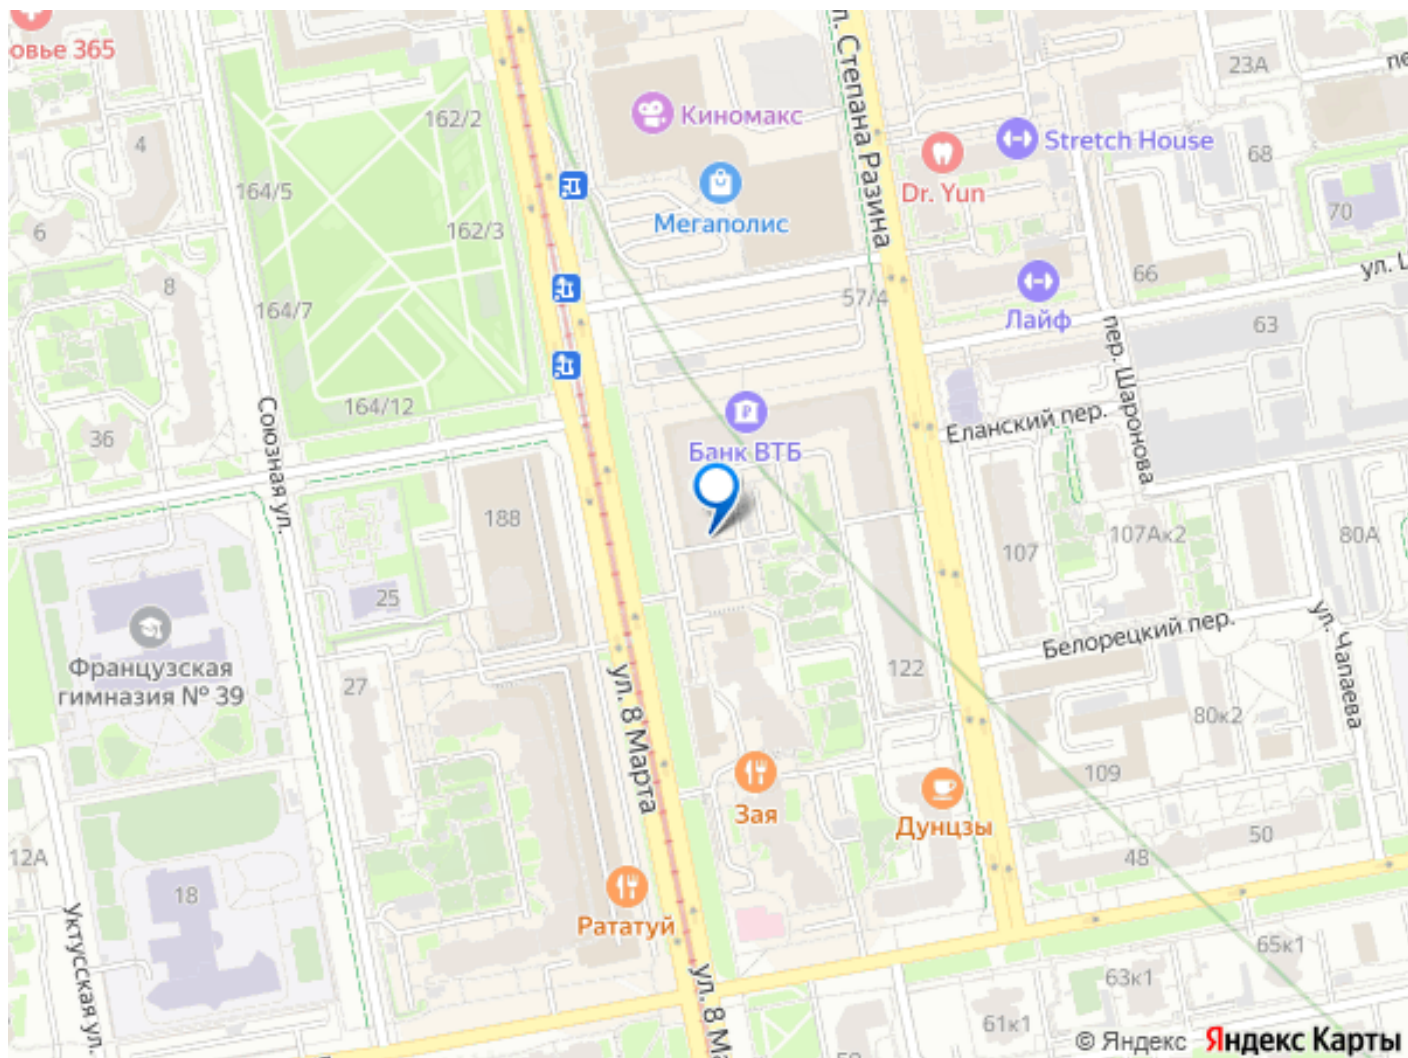 овье 365
4
162/2
164/5
162/3
6
8
164/7
164/12
36
Союзная ул.
Киномакс
Мегаполис
ул. Степана Разина
Dr. Yun
Stretch House
23А
68
70
66
ул.
57/4
Лайф
63
пер. Шаронова
Еланский пер.
Банк ВТБ
188
25
107
107Ак2
80А
Французская
гимназия № 39
27
ул. 8 Марта
122
Белорецкий пер.
ул. Чапаева
80к2
109
Зая
Дунцзы
50
48
12А
18
Рататуй
Уктусская ул.
ул. 8 Ма
65к1
63к1
61к1
© Яндекс Яндекс Карты